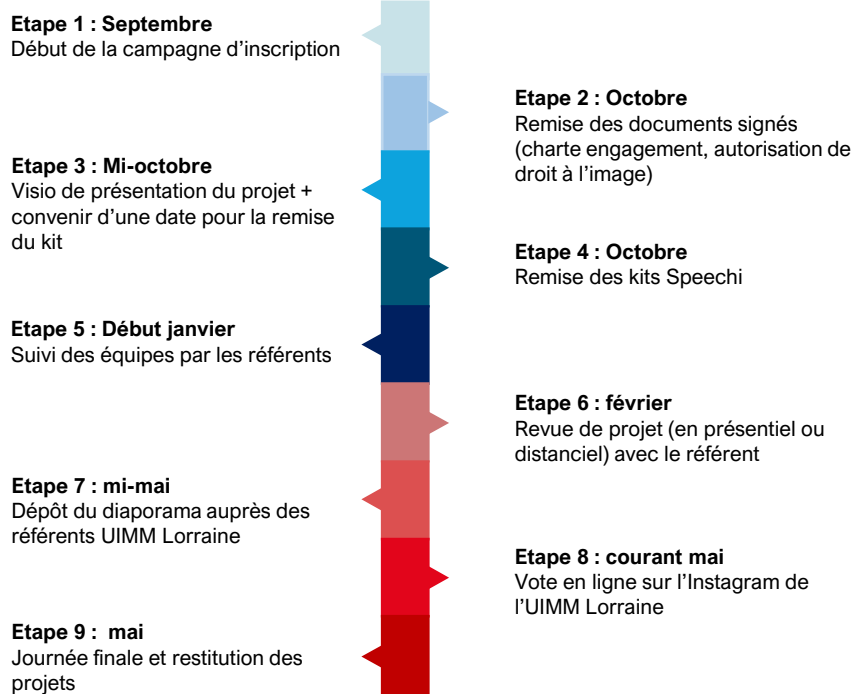 Etape 1 : Septembre
Début de la campagne d’inscription
Etape 2 : Octobre
Remise des documents signés
(charte engagement, autorisation de
droit à l’image)
Etape 3 : Mi-octobre
Visio de présentation du projet +
convenir d’une date pour la remise
du kit
Etape 4 : Octobre
Remise des kits Speechi
Etape 5 : Début janvier
Suivi des équipes par les référents
Etape 6 : février
Revue de projet (en présentiel ou
distanciel) avec le référent
Etape 7 : mi-mai
Dépôt du diaporama auprès des
référents UIMM Lorraine
Etape 8 : courant mai
Vote en ligne sur l’Instagram de
l’UIMM Lorraine
Etape 9 :  mai
Journée finale et restitution des
projets